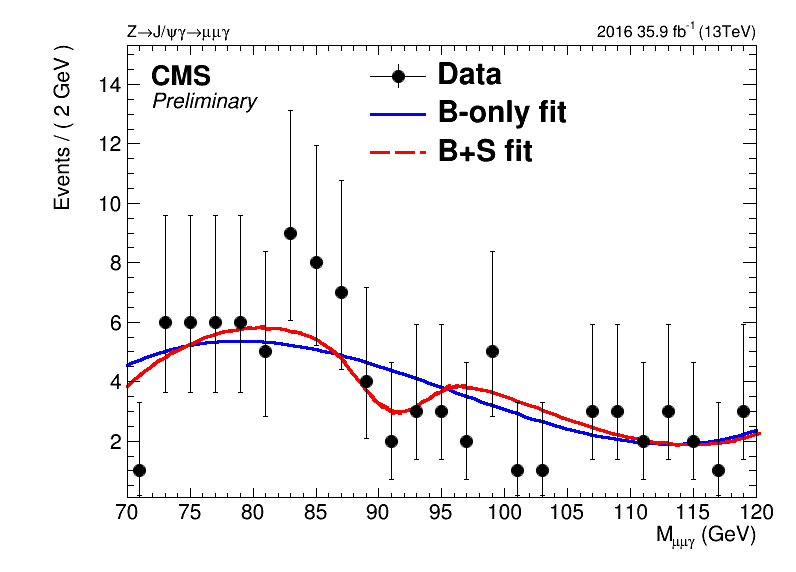 Z→J/ψγ→μμγ 2016 35.9 fb⁻¹ (13TeV)
CMS
Preliminary
Data
B-only fit
B+S fit
Events / ( 2 GeV )
14
12
10
8
6
4
2
70 75 80 85 90 95 100 105 110 115 120
M_μμγ (GeV)